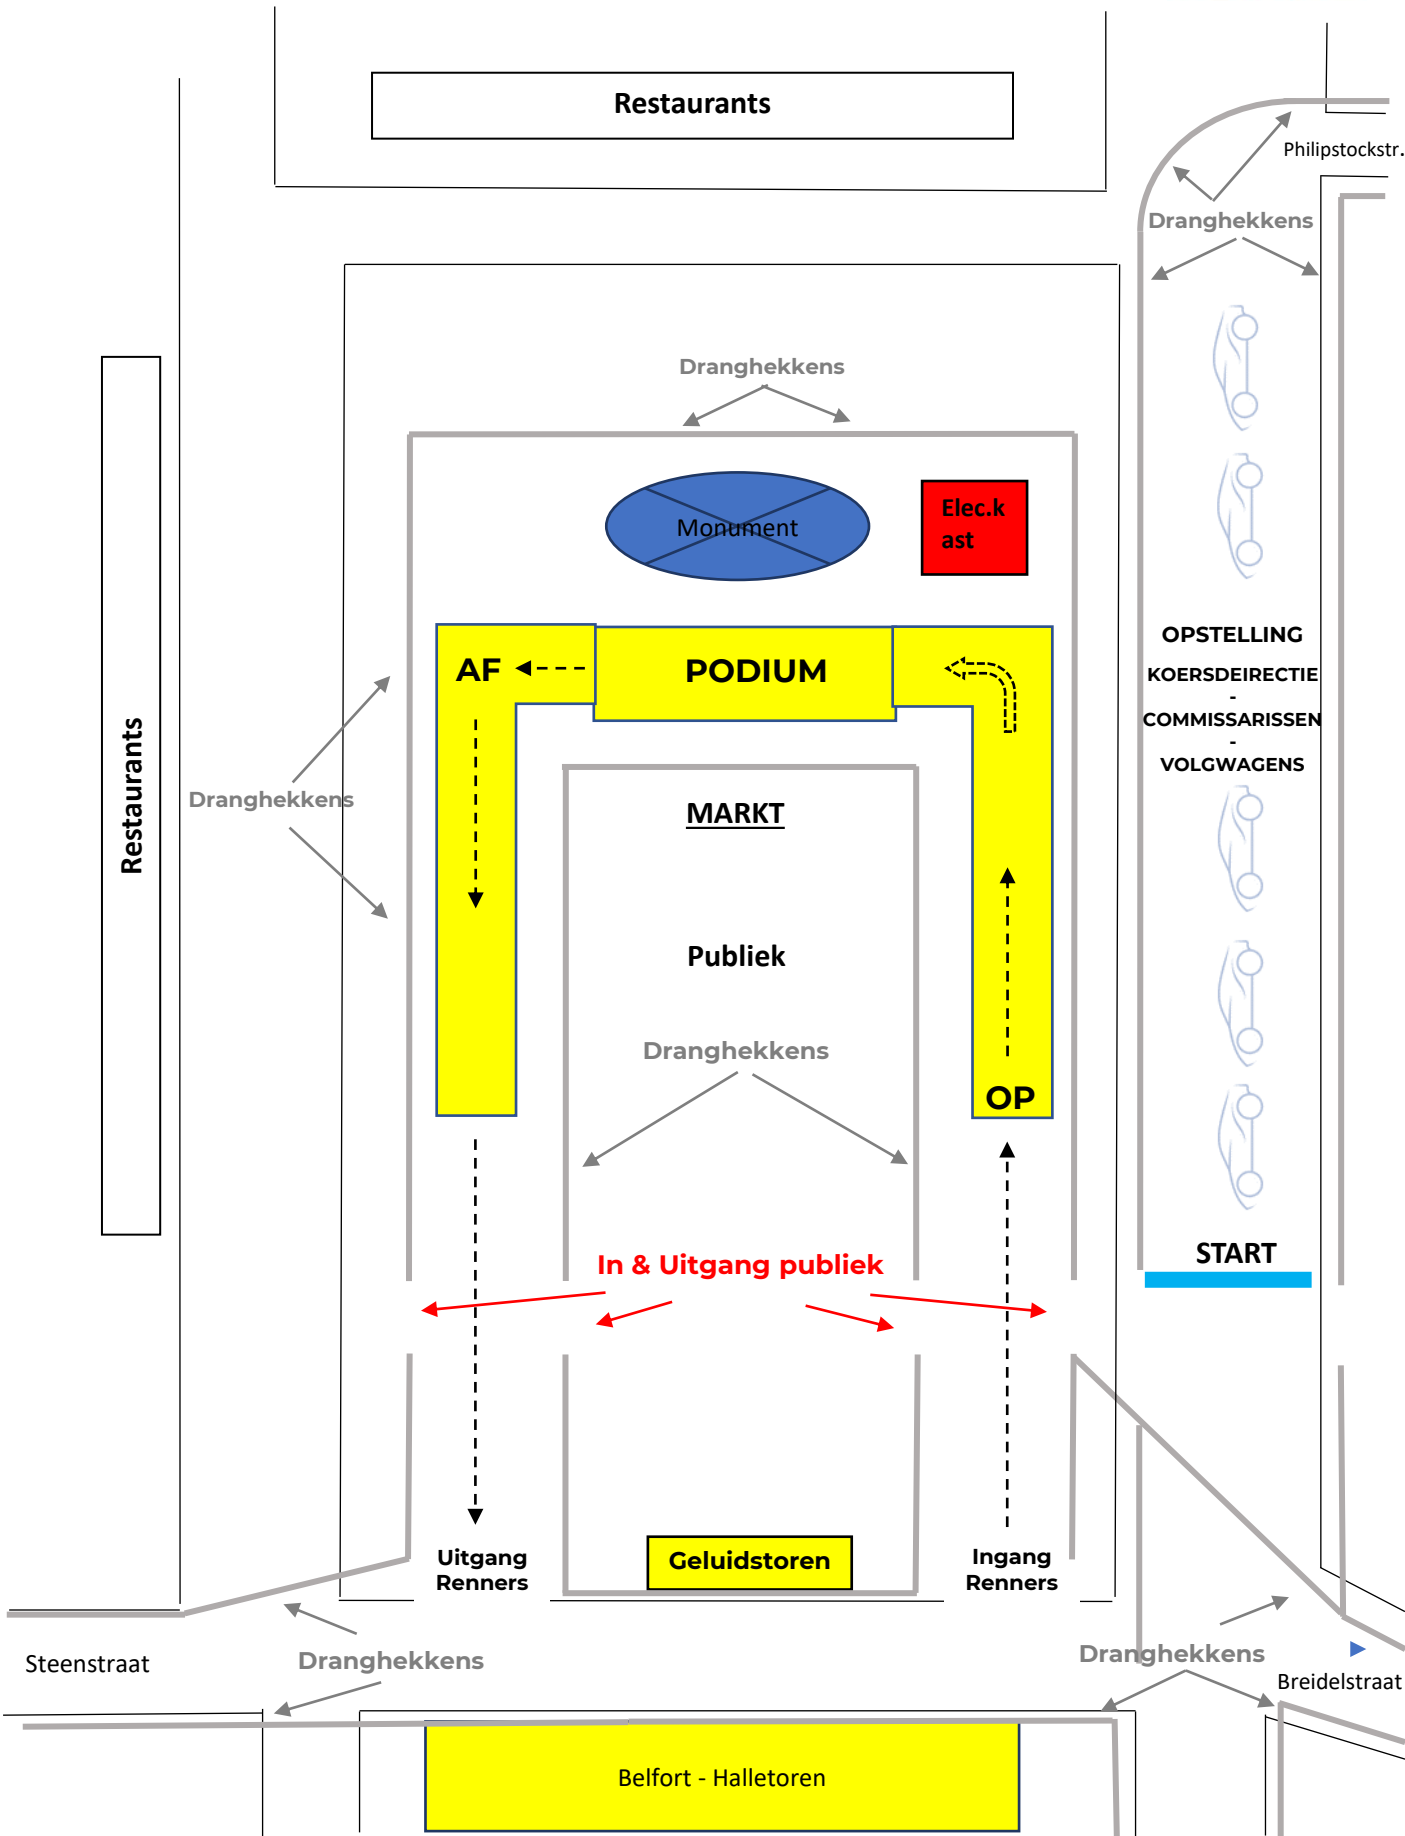 Restaurants
Philipstockstr.
Dranghekkens
Dranghekkens
Elec.k
ast
Monument
OPSTELLING
KOERSDEIRECTIE
-
COMMISSARISSEN
-
VOLGWAGENS
AF
PODIUM
Restaurants
Dranghekkens
MARKT
Publiek
Dranghekkens
OP
START
In & Uitgang publiek
Uitgang
Renners
Geluidstoren
Ingang
Renners
Steenstraat
Dranghekkens
Dranghekkens
Breidelstraat
Belfort - Halletoren